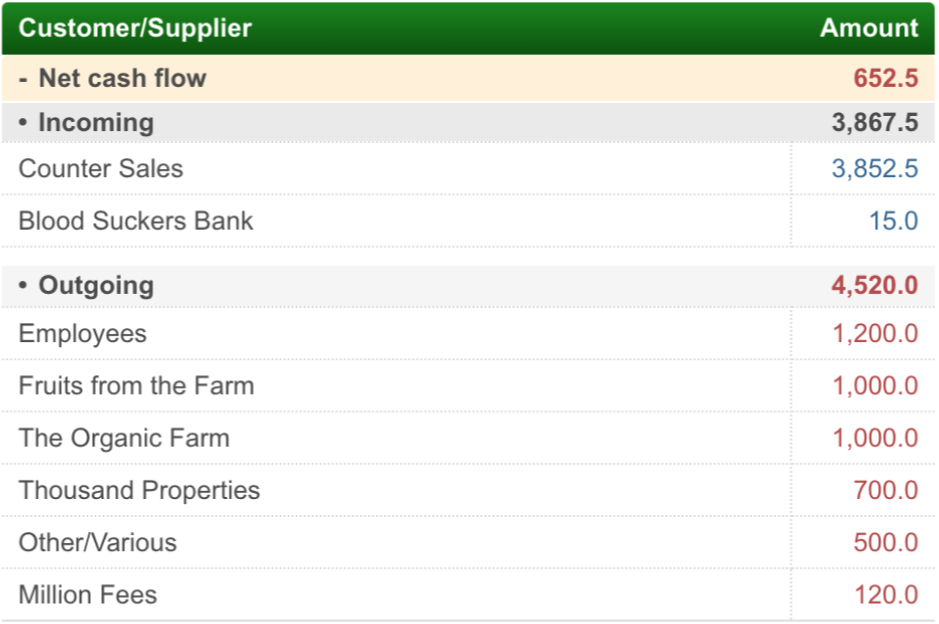 Customer/Supplier Amount
- Net cash flow 652.5
• Incoming 3,867.5
Counter Sales 3,852.5
Blood Suckers Bank 15.0
• Outgoing 4,520.0
Employees 1,200.0
Fruits from the Farm 1,000.0
The Organic Farm 1,000.0
Thousand Properties 700.0
Other/Various 500.0
Million Fees 120.0